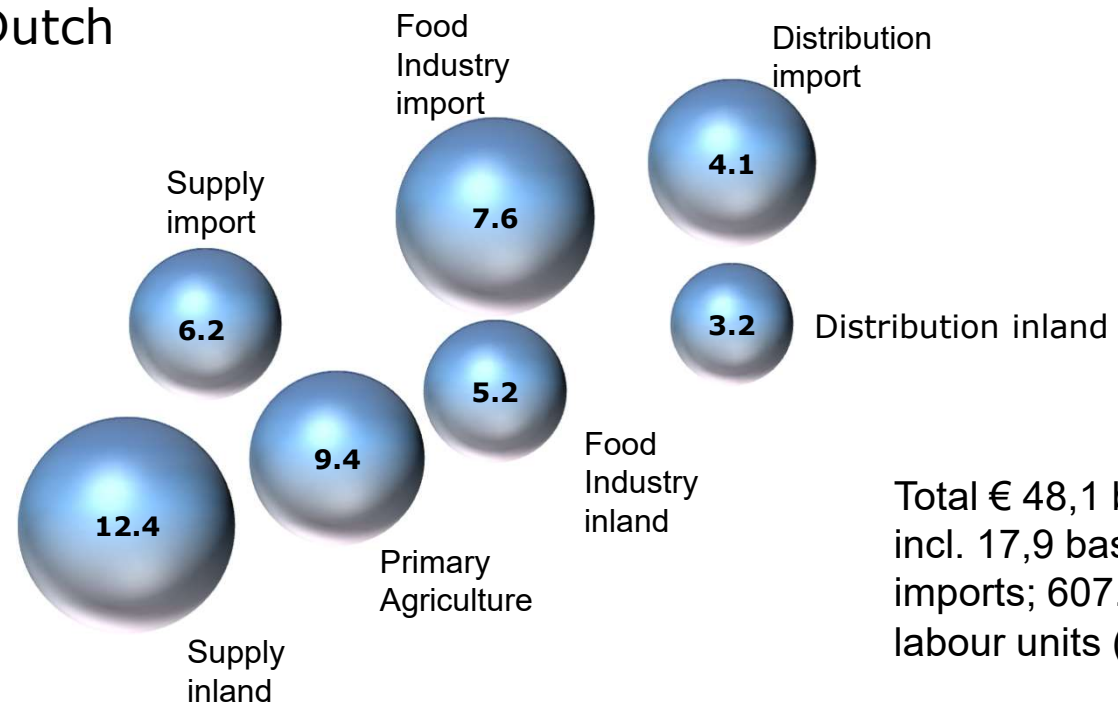 Dutch
Food
Industry
import
Distribution
import
4.1
Supply
import
7.6
6.2
3.2
Distribution inland
5.2
9.4
Food
Industry
inland
12.4
Primary
Agriculture
Total € 48,1
incl. 17,9
imports; 607.
labour units (
Supply
inland